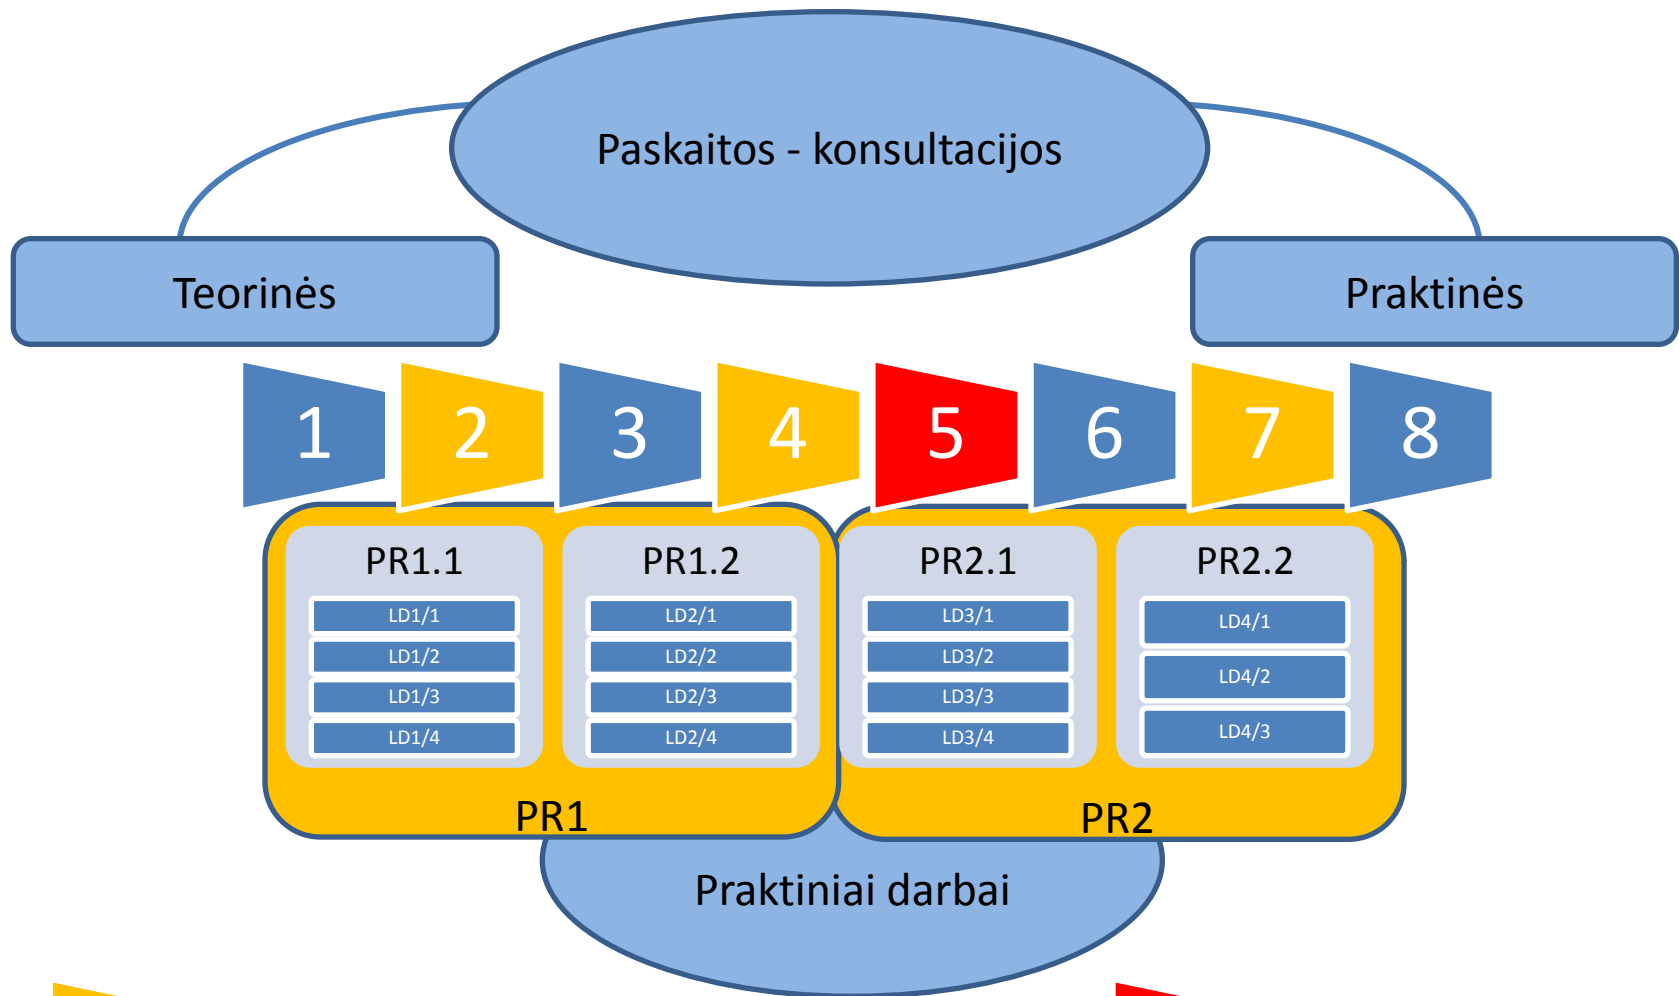 Paskaitos - konsultacijos
Teorinės
Praktinės
1 2 3 4 5 6 7 8
PR1.1
LD1/1
LD1/2
LD1/3
LD1/4
PR1.2
LD2/1
LD2/2
LD2/3
LD2/4
PR1
PR2.1
LD3/1
LD3/2
LD3/3
LD3/4
PR2.2
LD4/1
LD4/2
LD4/3
PR2
Praktiniai darbai